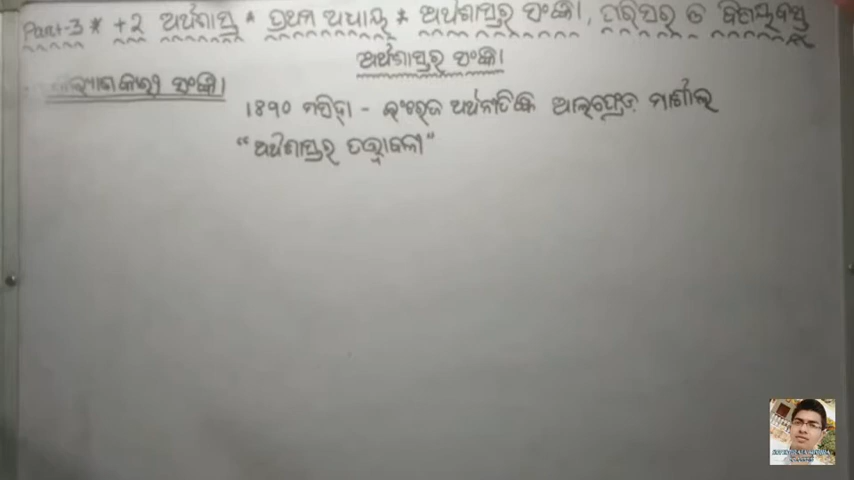 Part-3 * +2 ଅର୍ଥଶାସ୍ତ୍ର * ପ୍ରଥମ ଅଧ୍ୟାୟ * ଅର୍ଥଶାସ୍ତ୍ରର ସଂଜ୍ଞା, ପରିସର ଓ ବିଷୟବସ୍ତୁ
ଅର୍ଥଶାସ୍ତ୍ରର ସଂଜ୍ଞା
ସଂଜ୍ଞା
୧୮୯୦ ମସିହା - ଇଂରେଜ ଅର୍ଥନୀତିଜ୍ଞ ଆଲଫ୍ରେଡ ମାର୍ଶାଲ
"ଅର୍ଥଶାସ୍ତ୍ରର ତତ୍ତ୍ୱାବଳୀ"